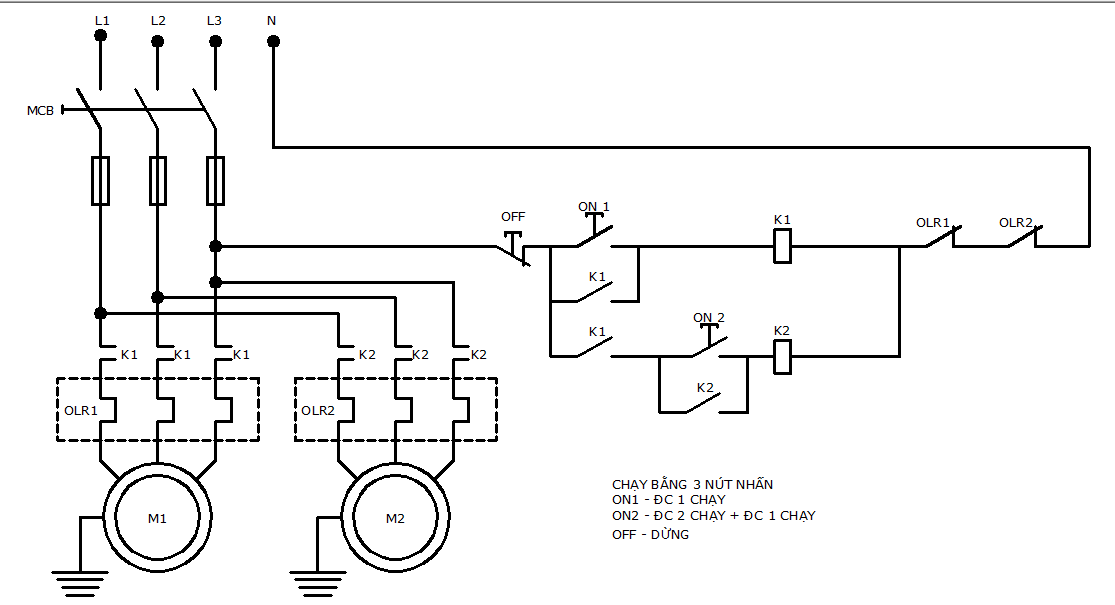 L1 L2 L3 N
MCB
OFF ON 1 K1 OLR1 OLR2
K1
K1 ON 2 K2
K1 K1 K1 K2 K2 K2
K2
OLR1 OLR2
M1 M2
CHẠY BẰNG 3 NÚT NHẤN
ON1 - ĐC 1 CHẠY
ON2 - ĐC 2 CHẠY + ĐC 1 CHẠY
OFF - DỪNG